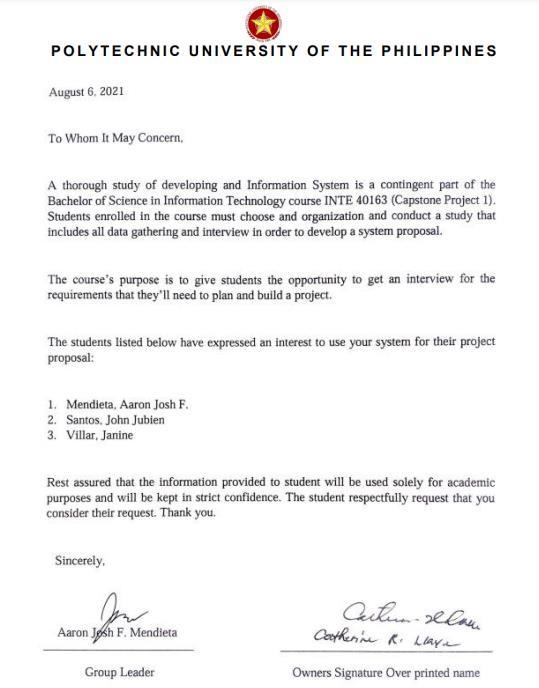 POLYTECHNIC UNIVERSITY OF THE PHILIPPINES
August 6, 2021
To Whom It May Concern,
A thorough study of developing and Information System is a contingent part of the
Bachelor of Science in Information Technology course INTE 40163 (Capstone Project 1).
Students enrolled in the course must choose and organization and conduct a study that
includes all data gathering and interview in order to develop a system proposal.
The course's purpose is to give students the opportunity to get an interview for the
requirements that they'll need to plan and build a project.
The students listed below have expressed an interest to use your system for their project
proposal:
1. Mendieta, Aaron Josh F.
2. Santos, John Jubien
3. Villar, Janine
Rest assured that the information provided to student will be used solely for academic
purposes and will be kept in strict confidence. The student respectfully request that you
consider their request. Thank you.
Sincerely,
Aaron Josh F. Mendieta
Catherine R.
Group Leader
Owners Signature Over printed name